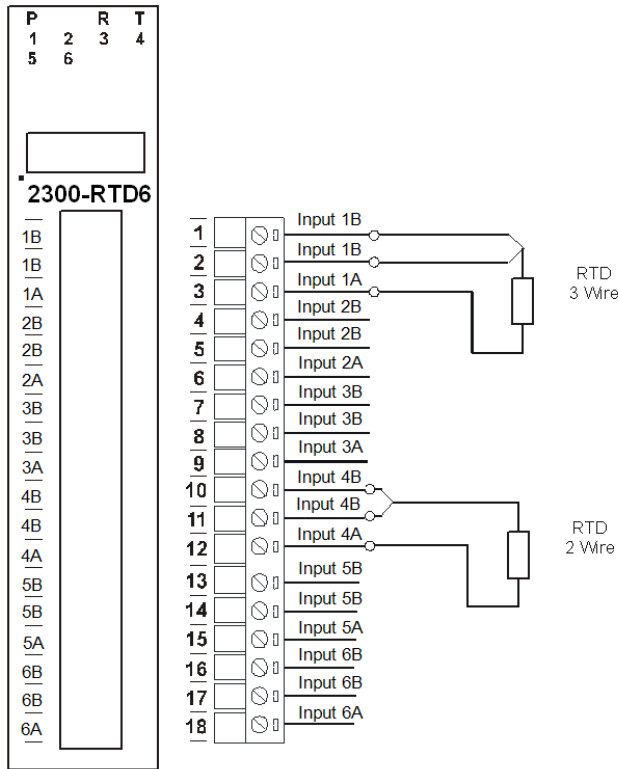 P R T
1 2 3 4
5 6
2300-RTD6
1B
1B
1A
2B
2B
2A
3B
3B
3A
4B
4B
4A
5B
5B
5A
6B
6B
6A
1 Input 1B
2 Input 1B
3 Input 1A
4 Input 2B
5 Input 2B
6 Input 2A
7 Input 3B
8 Input 3B
9 Input 3A
10 Input 4B
11 Input 4B
12 Input 4A
13 Input 5B
14 Input 5B
15 Input 5A
16 Input 6B
17 Input 6B
18 Input 6A
RTD
3 Wire
RTD
2 Wire